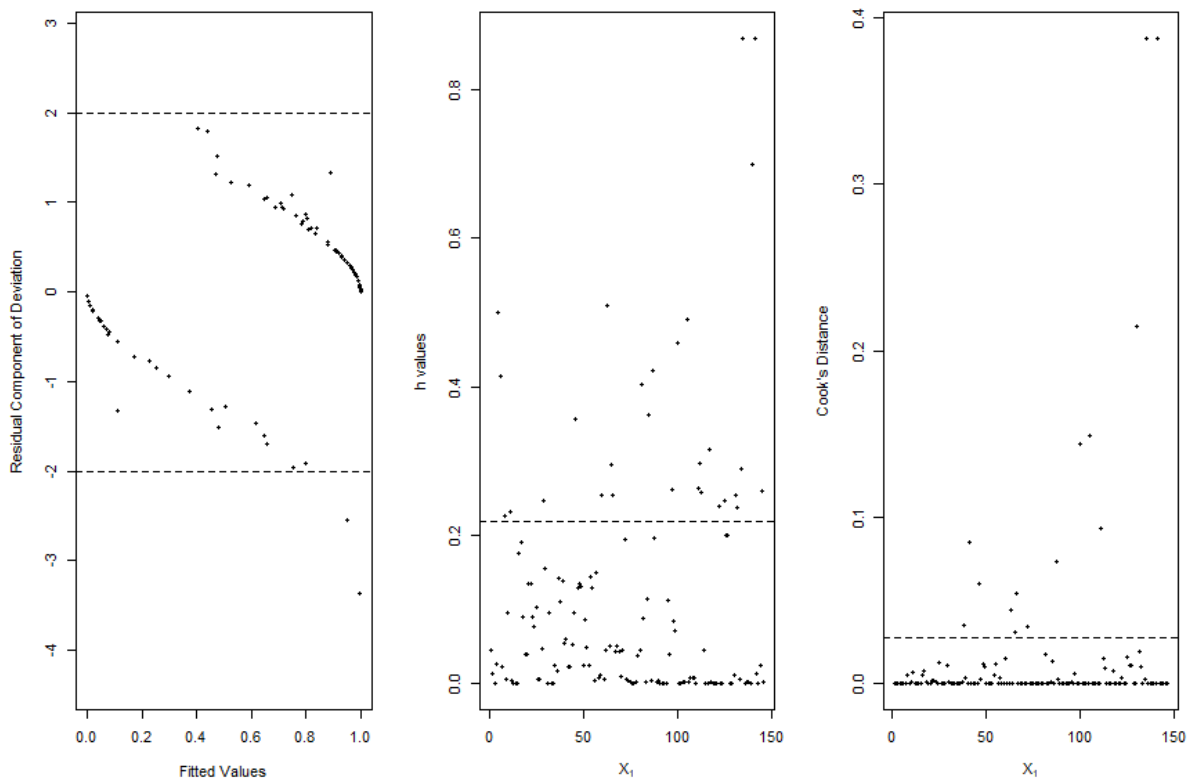 Residual Component of Deviation
3
2
1
0
-1
-2
-3
-4
0.0 0.2 0.4 0.6 0.8 1.0
Fitted Values
h values
0.8
0.6
0.4
0.2
0.0
0 50 100 150
X₁
Cook's Distance
0.4
0.3
0.2
0.1
0.0
0 50 100 150
X₁